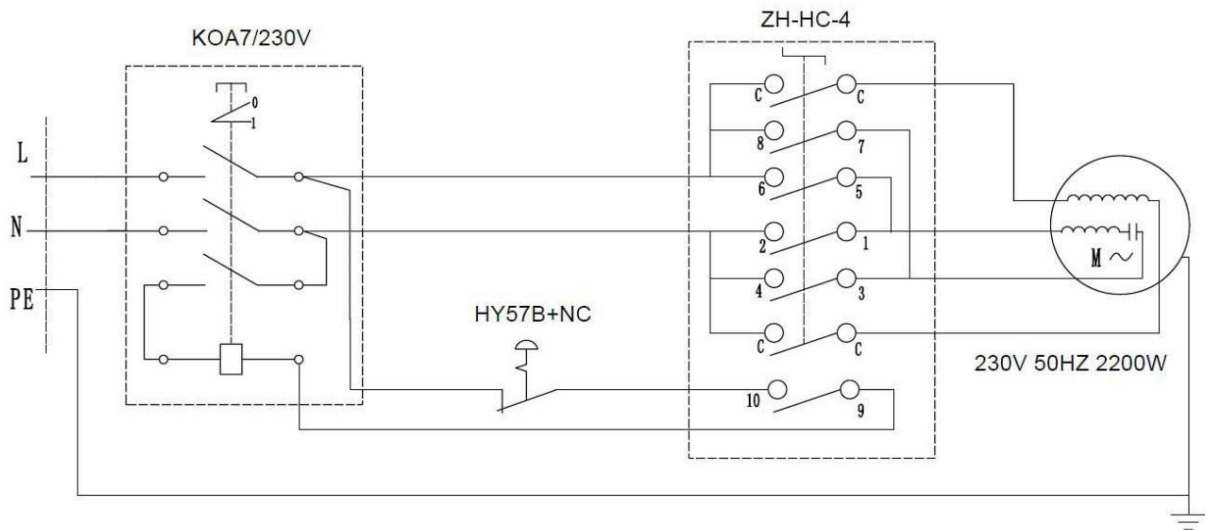 ZH-HC-4
KOA7/230V
C C
0
1
8 7
L
6 5
N
2 1
M
4 3
PE
HY57B+NC
C C
230V 50HZ 2200W
10 9